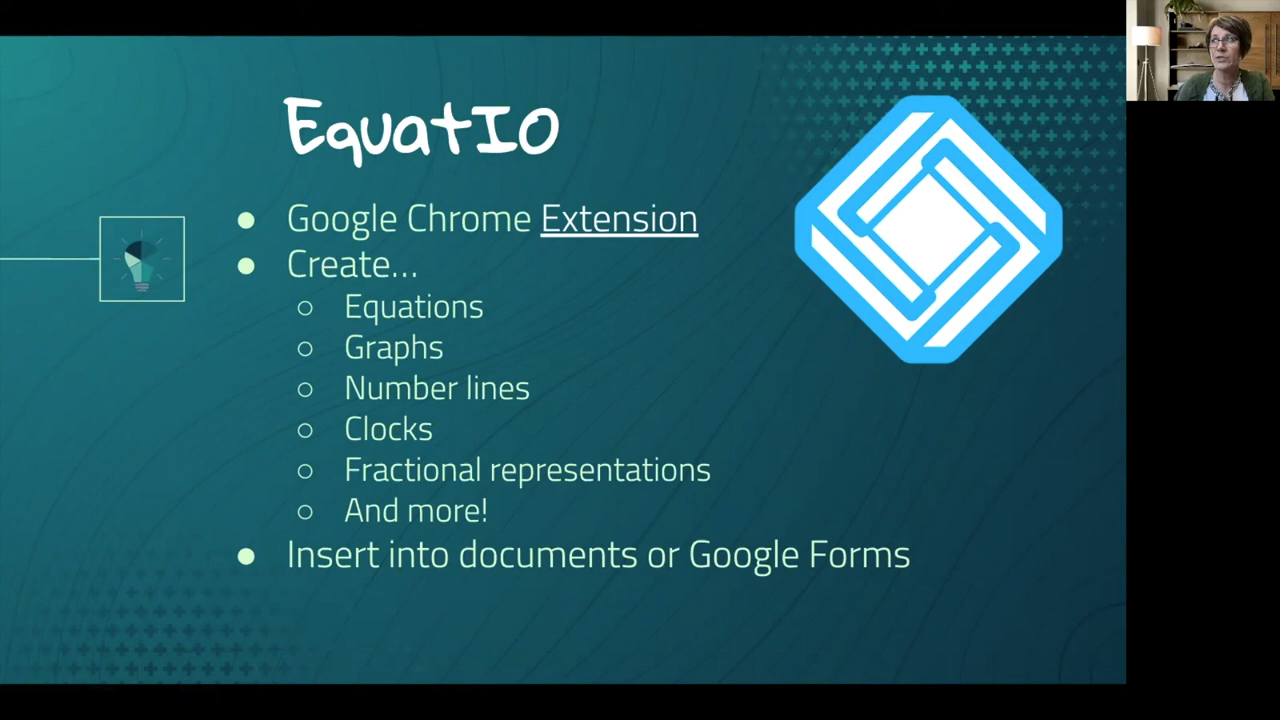 EquatIO
Google Chrome Extension
Create...
Equations
Graphs
Number lines
Clocks
Fractional representations
And more!
Insert into documents or Google Forms